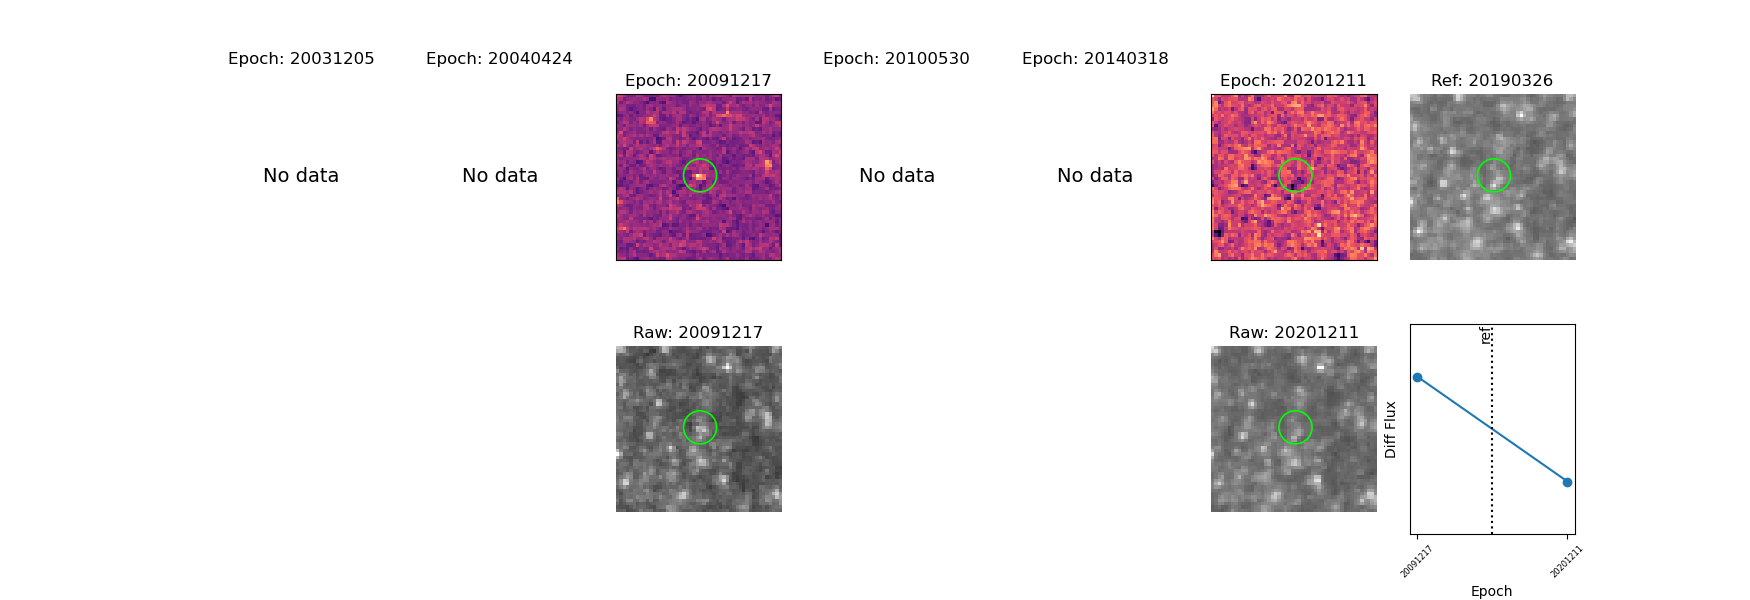 Epoch: 20031205
Epoch: 20040424
Epoch: 20091217
Epoch: 20100530
Epoch: 20140318
Epoch: 20201211
Ref: 20190326
No data
No data
No data
No data
Raw: 20091217
Raw: 20201211
ref
Diff Flux
20091217
20201211
Epoch